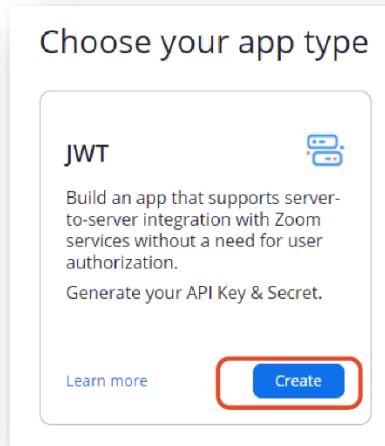 Choose your app type
JWT
Build an app that supports server-
to-server integration with Zoom
services without a need for user
authorization.
Generate your API Key & Secret.
Learn more
Create